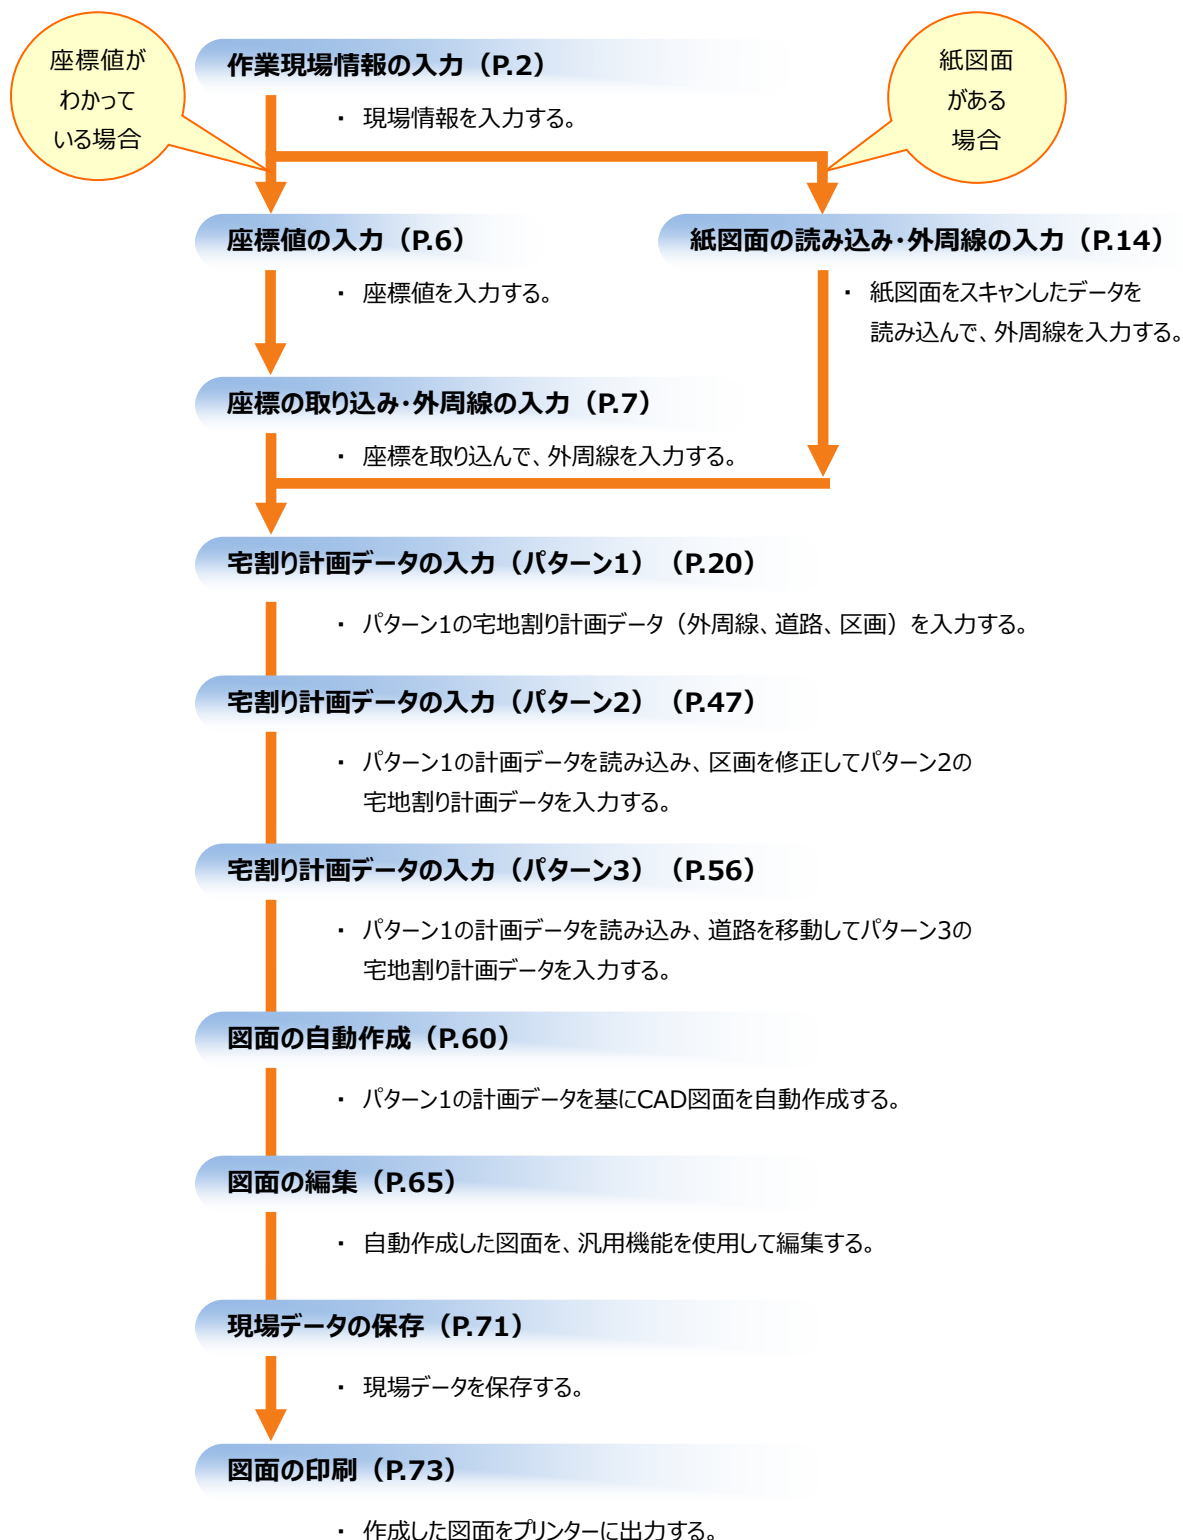 座標値が
わかって
いる場合
作業現場情報の入力（P.2）
・ 現場情報を入力する。
紙図面
がある
場合
座標値の入力（P.6）
・ 座標値を入力する。
紙図面の読み込み・外周線の入力（P.14）
・ 紙図面をスキャンしたデータを
読み込んで、外周線を入力する。
座標の取り込み・外周線の入力（P.7）
・ 座標を取り込んで、外周線を入力する。
宅割り計画データの入力（パターン1）（P.20）
・ パターン1の宅地割り計画データ（外周線、道路、区画）を入力する。
宅割り計画データの入力（パターン2）（P.47）
・ パターン1の計画データを読み込み、区画を修正してパターン2の
宅地割り計画データを入力する。
宅割り計画データの入力（パターン3）（P.56）
・ パターン1の計画データを読み込み、道路を移動してパターン3の
宅地割り計画データを入力する。
図面の自動作成（P.60）
・ パターン1の計画データを基にCAD図面を自動作成する。
図面の編集（P.65）
・ 自動作成した図面を、汎用機能を使用して編集する。
現場データの保存（P.71）
・ 現場データを保存する。
図面の印刷（P.73）
・ 作成した図面をプリンターに出力する。